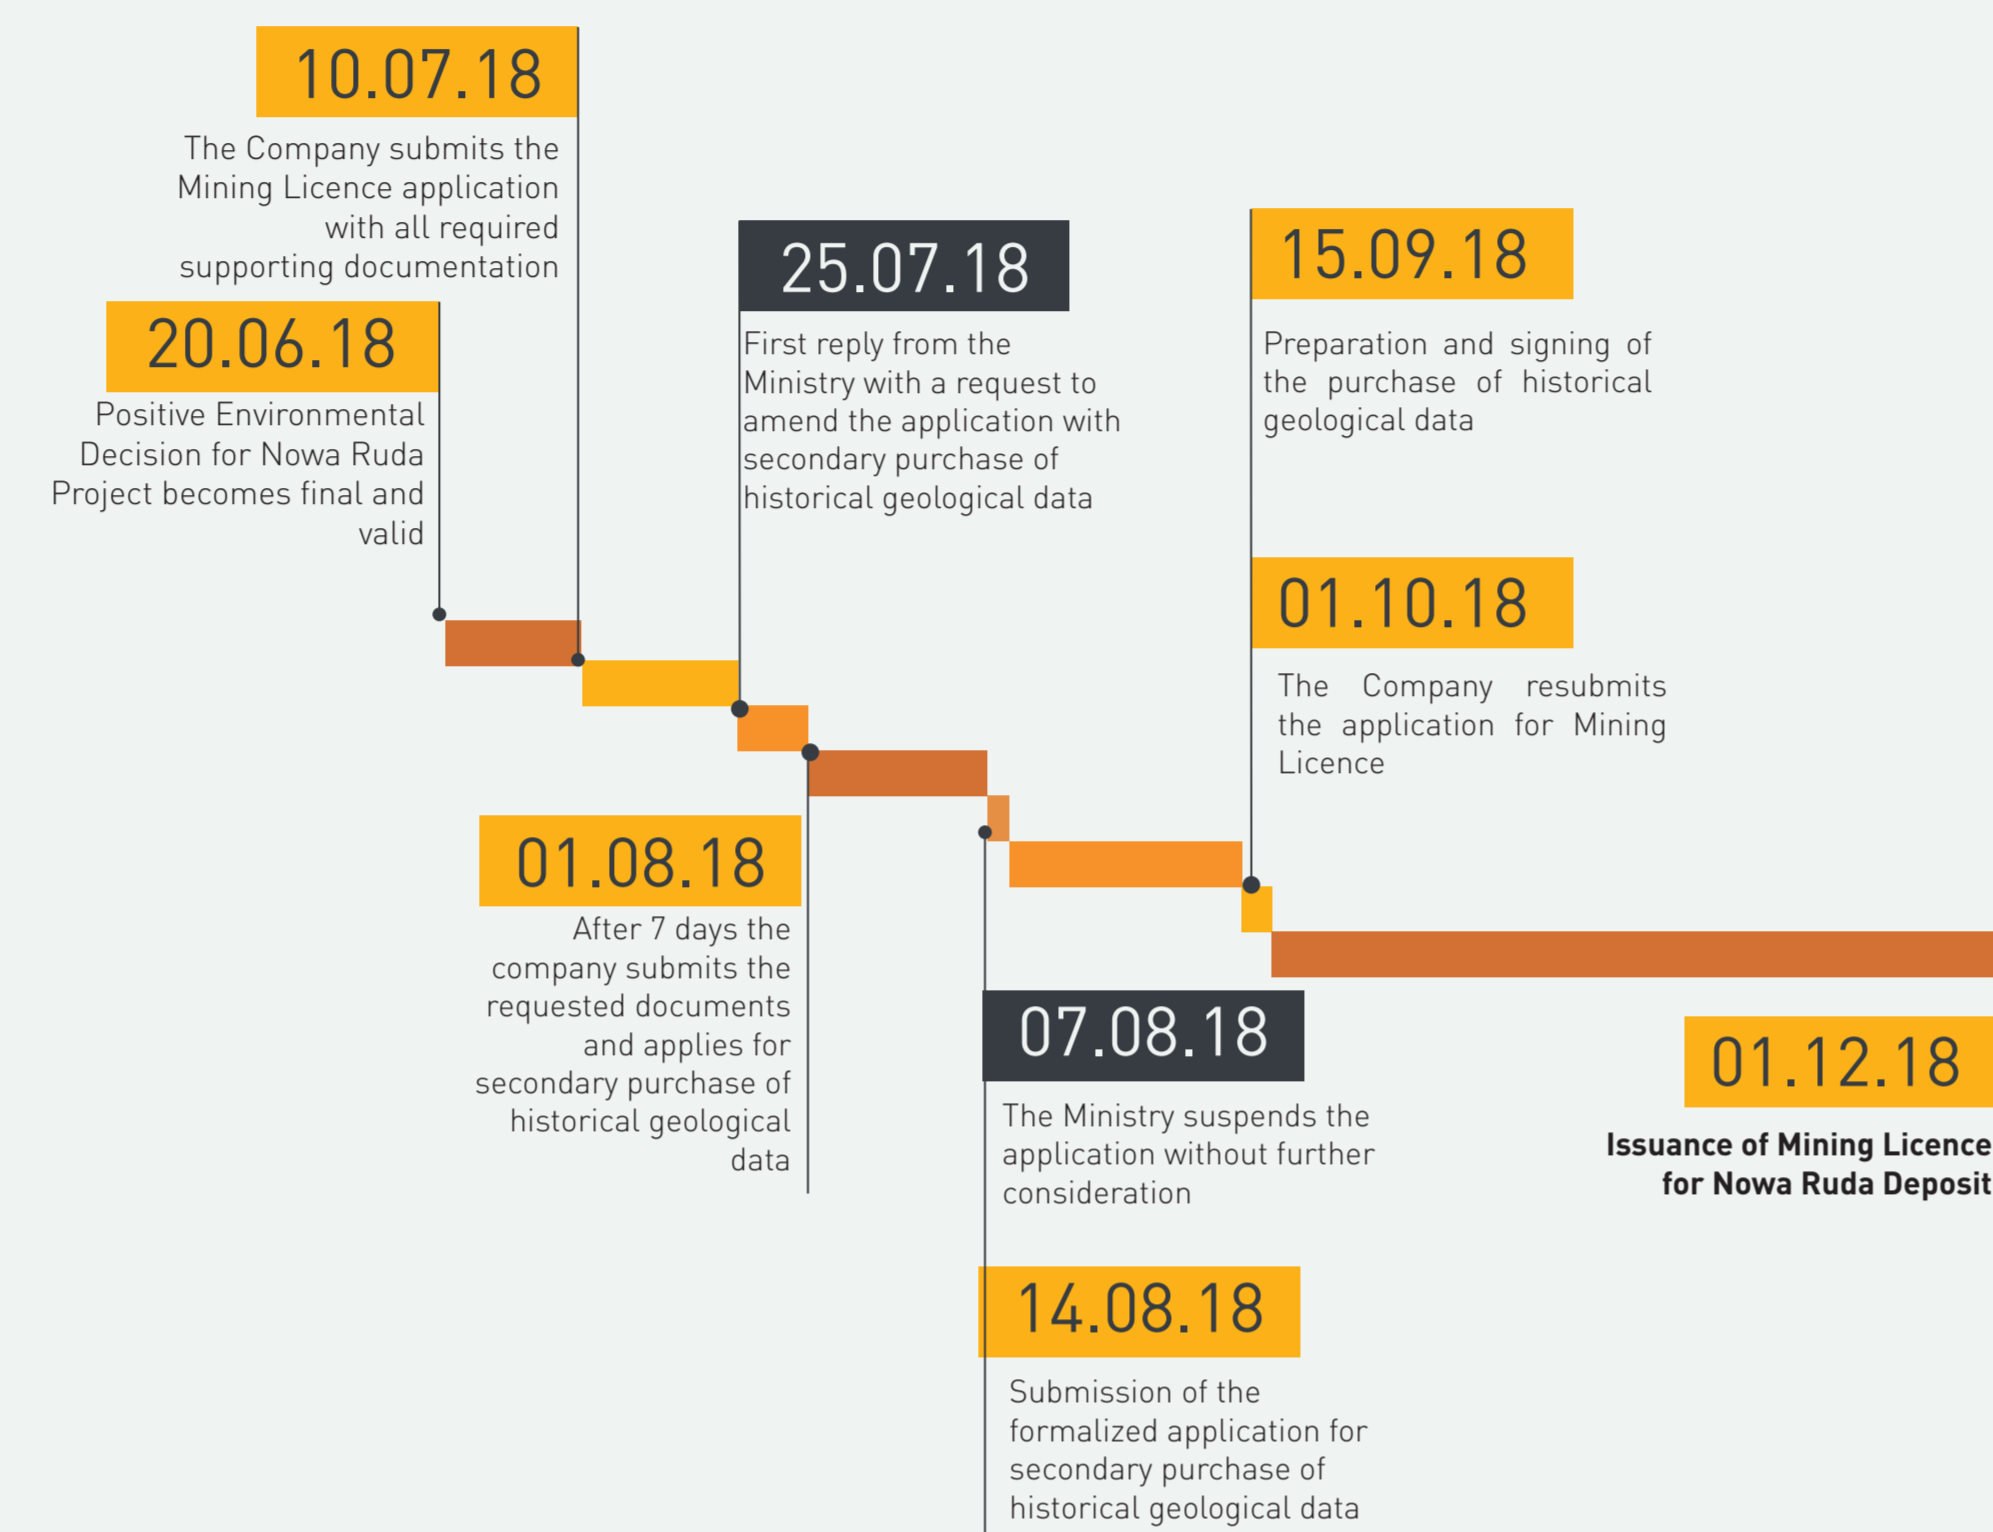 10.07.18
The Company submits the
Mining Licence application
with all required
supporting documentation
20.06.18
Positive Environmental
Decision for Nowa Ruda
Project becomes final and
valid
25.07.18
First reply from the
Ministry with a request to
amend the application with
secondary purchase of
historical geological data
15.09.18
Preparation and signing of
the purchase of historical
geological data
01.10.18
The Company resubmits
the application for Mining
Licence
01.08.18
After 7 days the
company submits the
requested documents
and applies for
secondary purchase of
historical geological
data
07.08.18
The Ministry suspends the
application without further
consideration
14.08.18
Submission of the
formalized application for
secondary purchase of
historical geological data
01.12.18
Issuance of Mining Licence
for Nowa Ruda Deposit